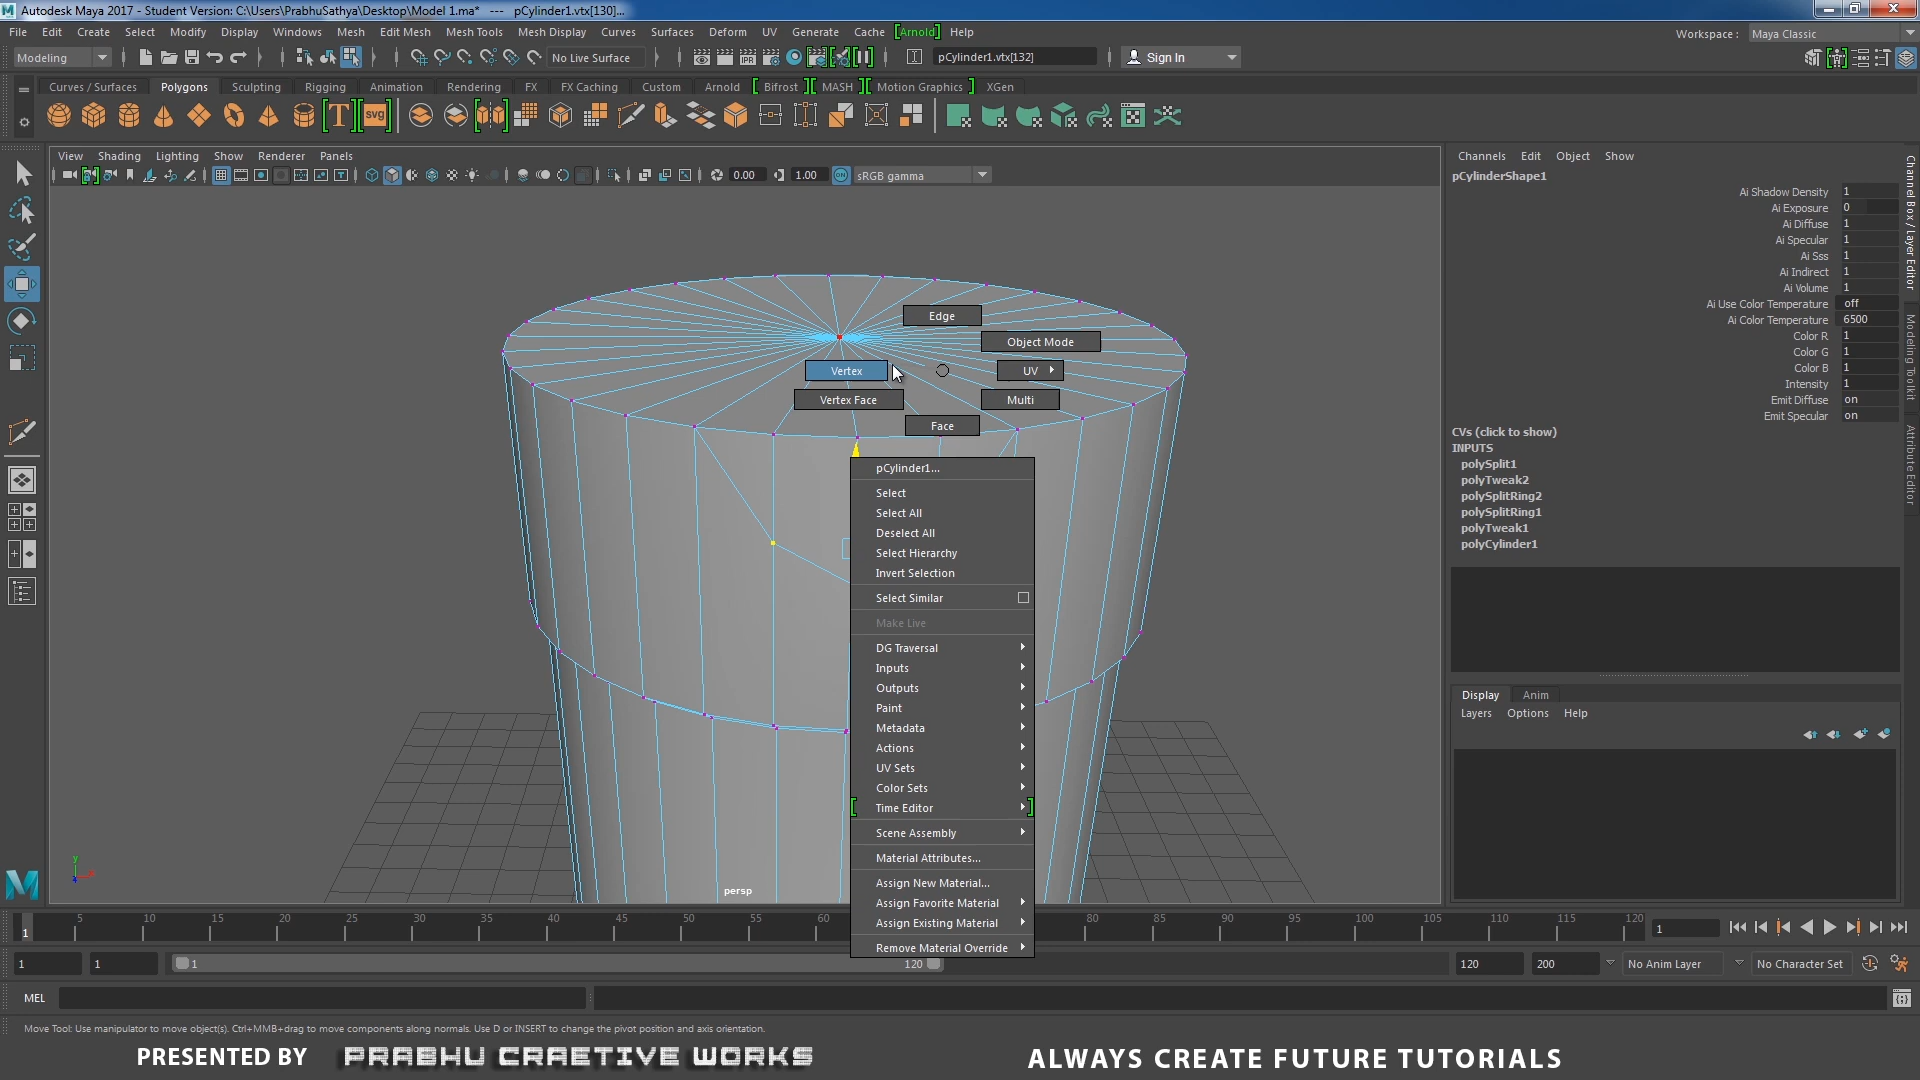 Autodesk Maya 2017 - Student Version: C:\Users\PrabhuSathya\Desktop\Model 1.ma* --- pCylinder1.vtx[130]...
File Edit Create Select Modify Display Windows Mesh Edit Mesh Mesh Tools Mesh Display Curves Surfaces Deform UV Generate Cache Arnold Help
Workspace : Maya Classic
Modeling No Live Surface IPR pCylinder1.vtx[132] Sign In
Curves / Surfaces Polygons Sculpting Rigging Animation Rendering FX FX Caching Custom Arnold Bifrost MASH Motion Graphics XGen
T SVG
View Shading Lighting Show Renderer Panels
0.00 1.00 ON sRGB gamma
Channels Edit Object Show
pCylinderShape1
Ai Shadow Density 1
Ai Exposure 0
Ai Diffuse 1
Ai Specular 1
Ai Sss 1
Ai Indirect 1
Ai Volume 1
Ai Use Color Temperature off
Ai Color Temperature 6500
Color R 1
Color G 1
Color B 1
Intensity 1
Emit Diffuse on
Emit Specular on
CVs (click to show)
INPUTS
polySplit1
polyTweak2
polySplitRing2
polySplitRing1
polyTweak1
polyCylinder1
Channel Box / Layer Editor
Modeling Toolkit
Attribute Editor
Edge
Object Mode
Vertex
UV
Vertex Face
Multi
Face
pCylinder1...
Select
Select All
Deselect All
Select Hierarchy
Invert Selection
Select Similar
Make Live
DG Traversal
Inputs
Outputs
Paint
Metadata
Actions
UV Sets
Color Sets
Time Editor
Scene Assembly
Material Attributes...
Assign New Material...
Assign Favorite Material
Assign Existing Material
Remove Material Override
Display Anim
Layers Options Help
y
persp
1 5 10 15 20 25 30 35 40 45 50 55 60 80 85 90 95 100 105 110 115 120
1
1 1 1 120 120 200 No Anim Layer No Character Set
MEL
Move Tool: Use manipulator to move object(s). Ctrl+MMB+drag to move components along normals. Use D or INSERT to change the pivot position and axis orientation.
PRESENTED BY PRABHU CRAETIVE WORKS ALWAYS CREATE FUTURE TUTORIALS